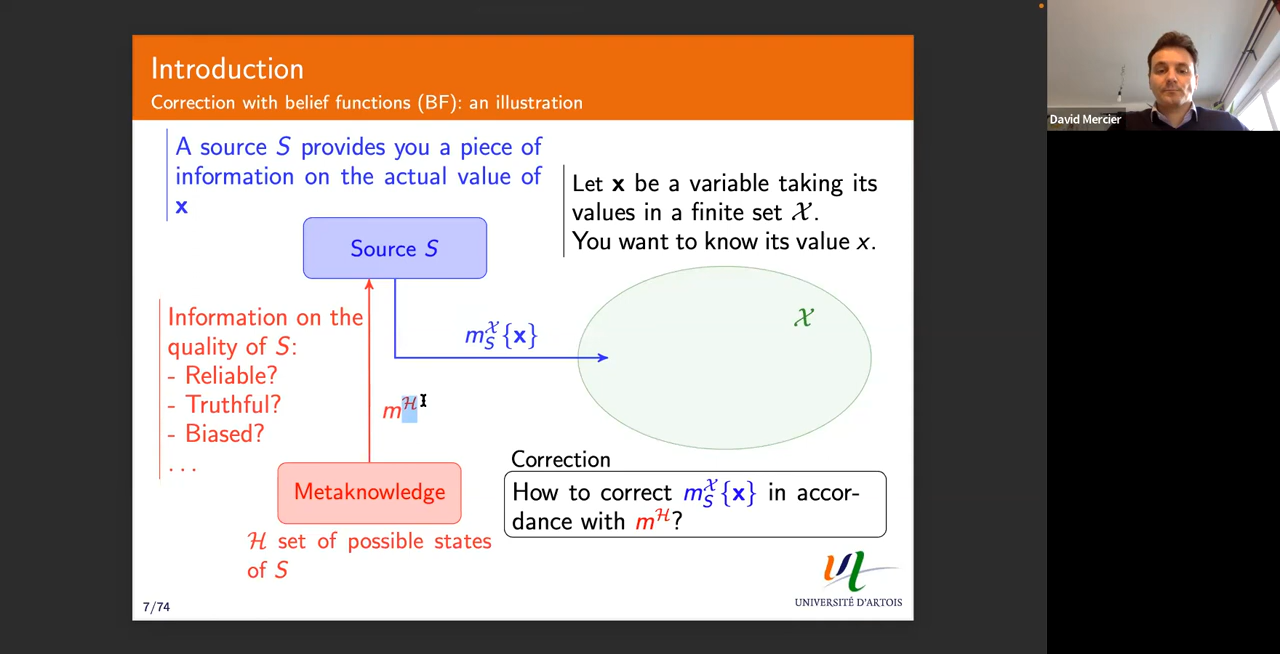 Introduction
Correction with belief functions (BF): an illustration
A source S provides you a piece of
information on the actual value of
x
Let x be a variable taking its
values in a finite set 𝒳.
You want to know its value x.
Source S
𝒳
m_S^𝒳{x}
Information on the
quality of S:
- Reliable?
- Truthful?
- Biased?
...
m^ℋ
Metaknowledge
ℋ set of possible states
of S
Correction
How to correct m_S^𝒳{x} in accor-
dance with m^ℋ?
UNIVERSITÉ D'ARTOIS
7/74
David Mercier